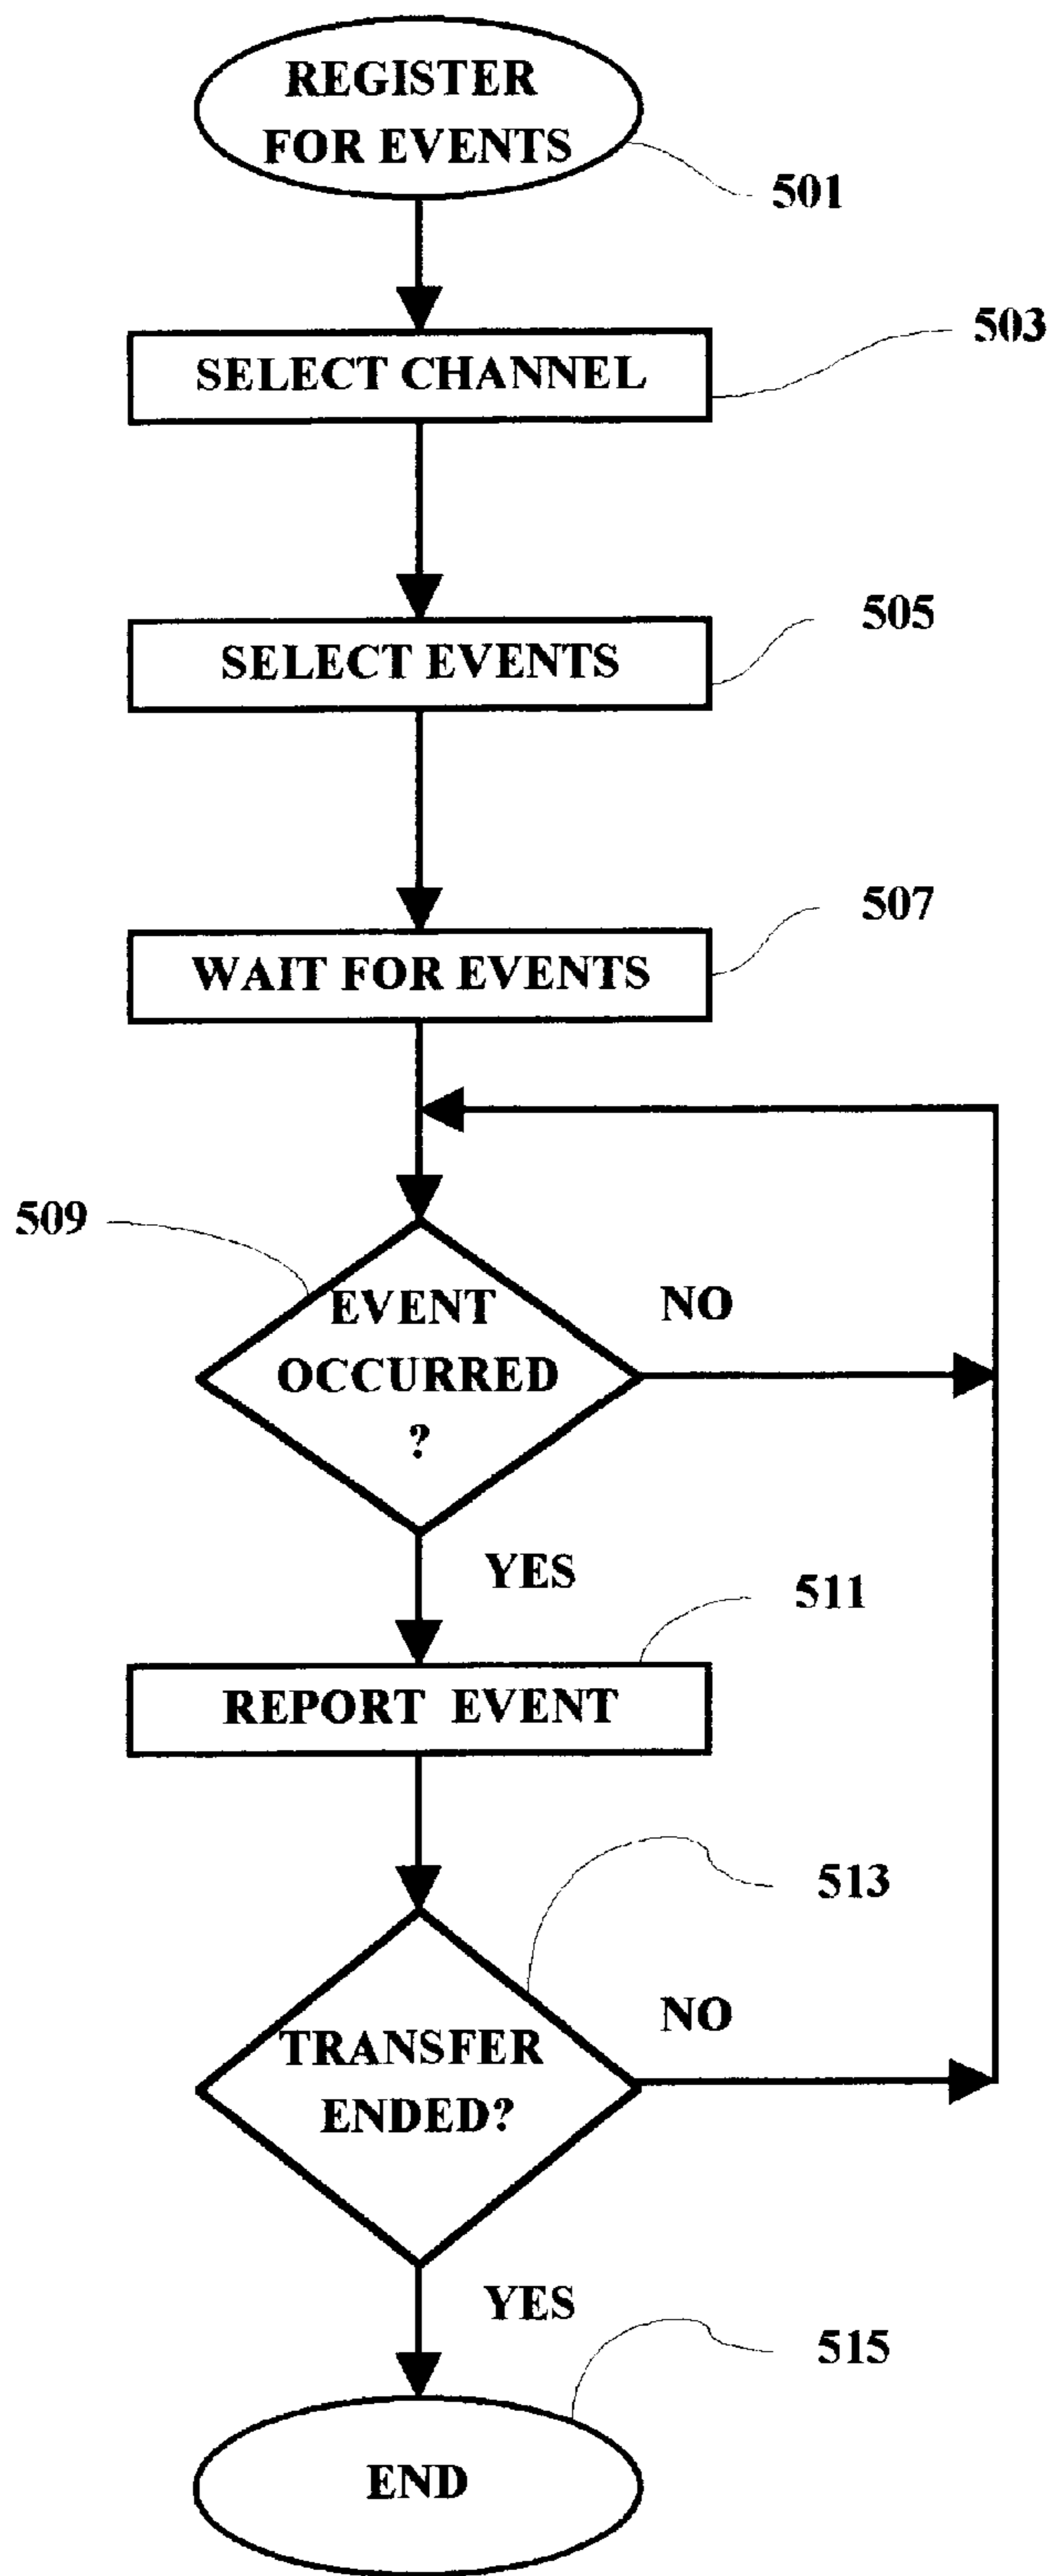 REGISTER
FOR EVENTS
501
SELECT CHANNEL
503
SELECT EVENTS
505
WAIT FOR EVENTS
507
509
EVENT
OCCURRED
?
NO
YES
REPORT EVENT
511
TRANSFER
ENDED?
513
NO
YES
END
515